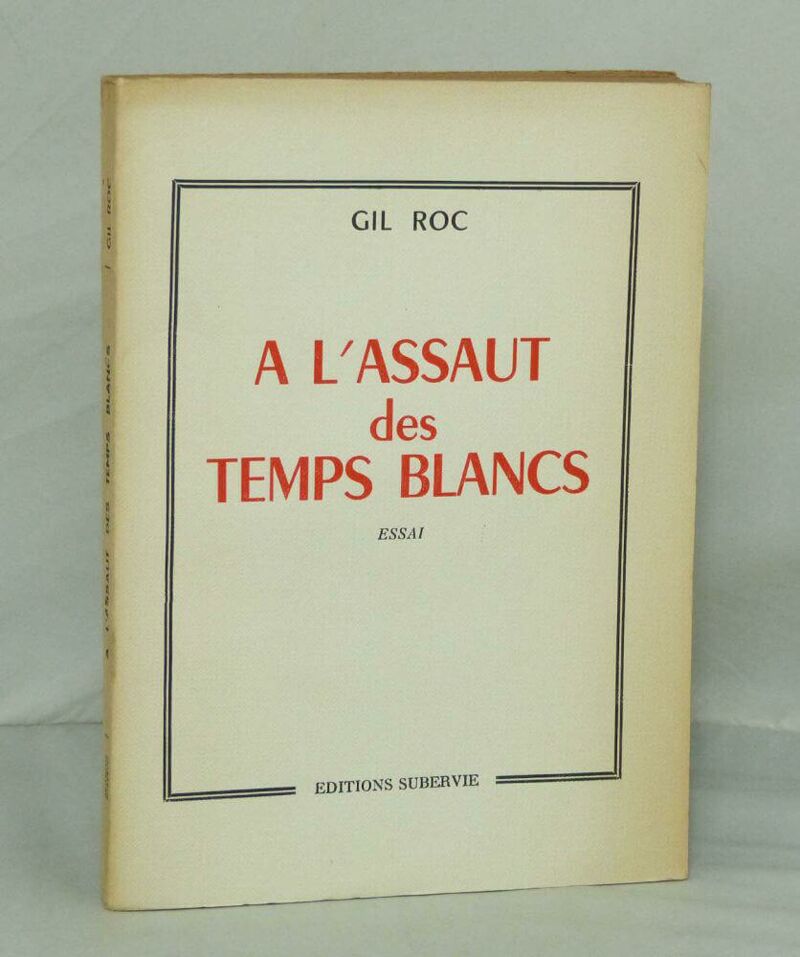 GIL ROC
A L'ASSAUT
des
TEMPS BLANCS
ESSAI
EDITIONS SUBERVIE
A L'ASSAUT DES TEMPS BLANCS / GIL ROC